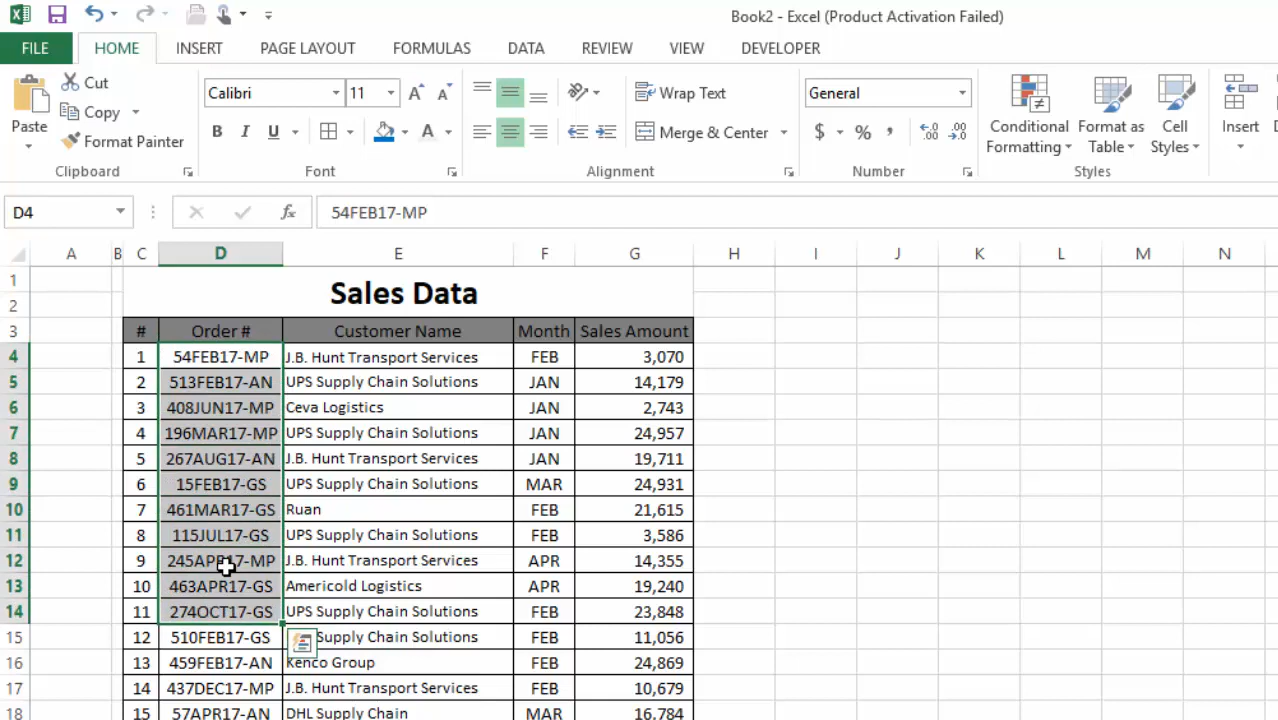 Book2 - Excel (Product Activation Failed)
FILE HOME INSERT PAGE LAYOUT FORMULAS DATA REVIEW VIEW DEVELOPER
Paste
Cut
Copy
Format Painter
Clipboard
Calibri 11
B I U
Font
Wrap Text
Merge & Center
Alignment
General
$ % ,
Number
Conditional Formatting
Format as Table
Cell Styles
Styles
Insert
D4 fx 54FEB17-MP
A B C D E F G H I J K L M N
1
2 Sales Data
3 # Order # Customer Name Month Sales Amount
4 1 54FEB17-MP J.B. Hunt Transport Services FEB 3,070
5 2 513FEB17-AN UPS Supply Chain Solutions JAN 14,179
6 3 408JUN17-MP Ceva Logistics JAN 2,743
7 4 196MAR17-MP UPS Supply Chain Solutions JAN 24,957
8 5 267AUG17-AN J.B. Hunt Transport Services JAN 19,711
9 6 15FEB17-GS UPS Supply Chain Solutions MAR 24,931
10 7 461MAR17-GS Ruan FEB 21,615
11 8 115JUL17-GS UPS Supply Chain Solutions FEB 3,586
12 9 245APR17-MP J.B. Hunt Transport Services APR 14,355
13 10 463APR17-GS Americold Logistics APR 19,240
14 11 274OCT17-GS UPS Supply Chain Solutions FEB 23,848
15 12 510FEB17-GS Supply Chain Solutions FEB 11,056
16 13 459FEB17-AN Kenco Group FEB 24,869
17 14 437DEC17-MP J.B. Hunt Transport Services FEB 10,679
18 15 57APR17-AN DHL Supply Chain MAR 16,784